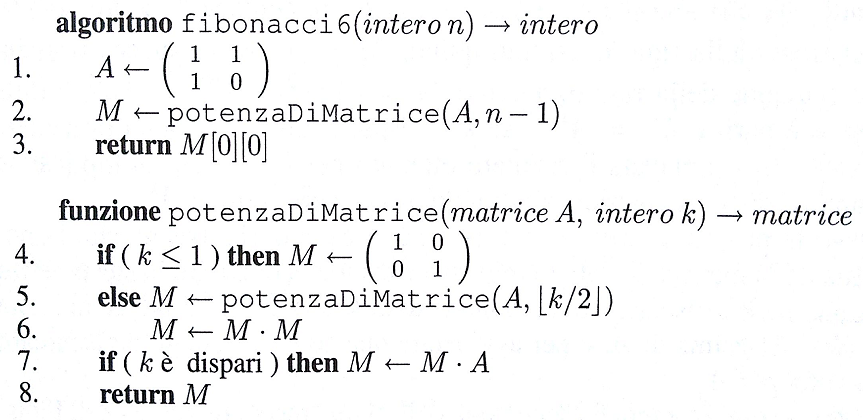 algoritmo fibonacci6(intero n) → intero
1. A ← ( 1 1
1 0 )
2. M ← potenzaDiMatrice(A, n − 1)
3. return M[0][0]
funzione potenzaDiMatrice(matrice A, intero k) → matrice
4. if ( k ≤ 1 ) then M ← ( 1 0
0 1 )
5. else M ← potenzaDiMatrice(A, ⌊k/2⌋)
6. M ← M · M
7. if ( k è dispari ) then M ← M · A
8. return M